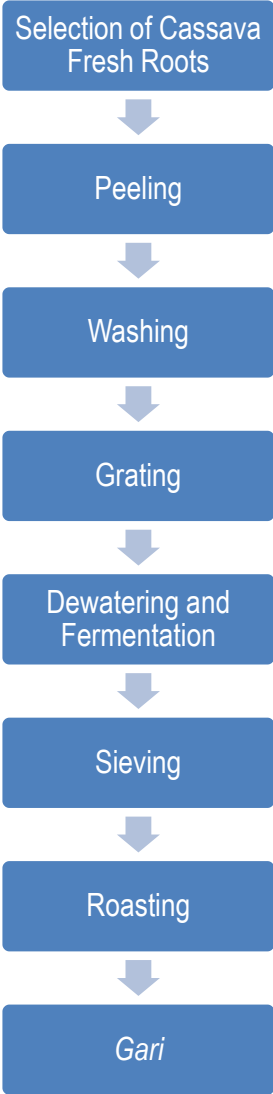 Selection of Cassava
Fresh Roots
Peeling
Washing
Grating
Dewatering and
Fermentation
Sieving
Roasting
Gari